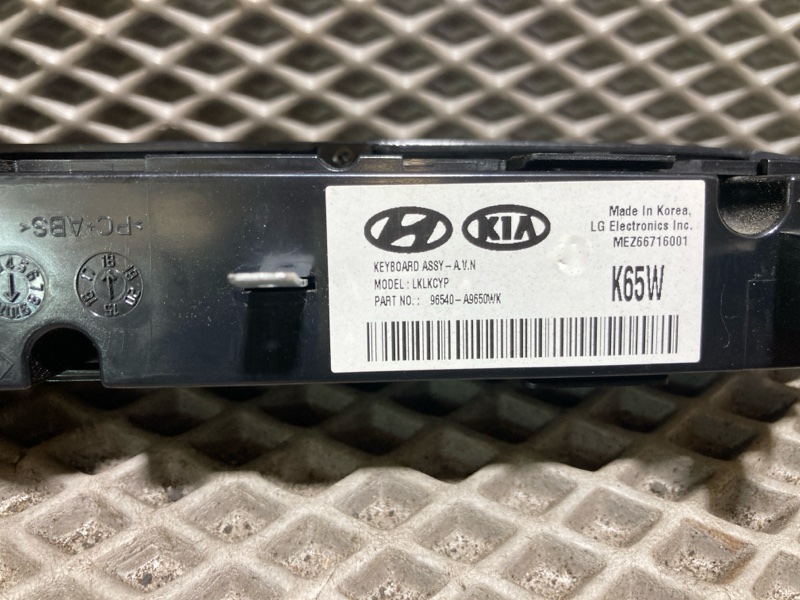 >PC+ABS<
KIA
Made In Korea,
LG Electronics Inc.
MEZ66716001
KEYBOARD ASSY-A.V.N
MODEL : LKLKCYP
PART NO.: 96540-A9650WK
K65W